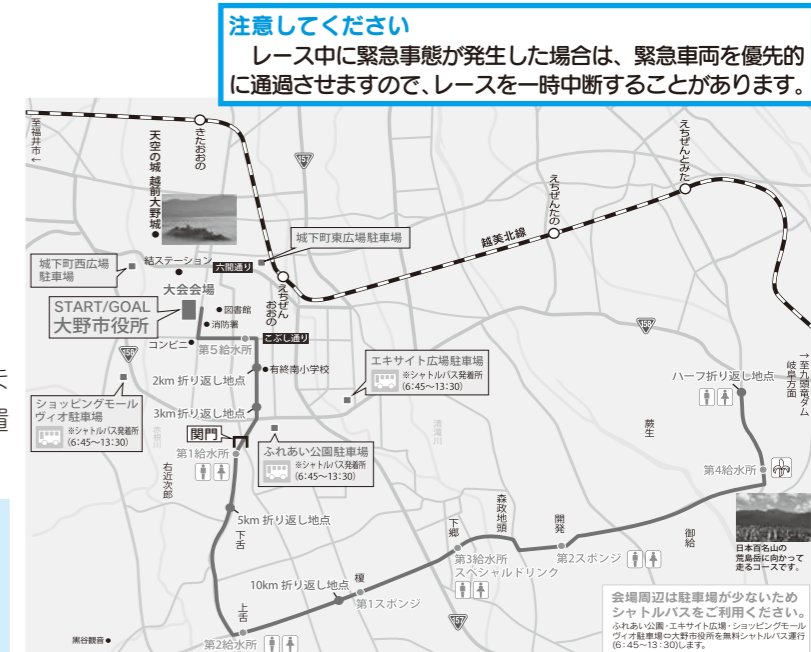 注意してください
レース中に緊急事態が発生した場合は、緊急車両を優先的
に通過させますので、レースを一時中断することがあります。
至福井市←
きたおおの
天空の城 越前大野城
157
えちぜんとみた
えちぜんたの
越美北線
城下町東広場駐車場
城下町西広場
駐車場
結ステーション
六間通り
大会会場
えちぜん
おおの
START/GOAL
大野市役所
図書館
消防署
こぶし通り
コンビニ
第5給水所
158
158
→至九頭竜ダム
岐阜方面
2km 折り返し地点
有終南小学校
エキサイト広場駐車場
※シャトルバス発着所
(6:45~13:30)
ハーフ折り返し地点
ショッピングモール
ヴィオ駐車場
※シャトルバス発着所
(6:45~13:30)
3km 折り返し地点
関門
ふれあい公園駐車場
※シャトルバス発着所
(6:45~13:30)
赤根川
清滝川
蕨生
第1給水所
右近次郎
第4給水所
5km 折り返し地点
下舌
下郷
森政地頭
開発
御給
第3給水所
スペシャルドリンク
第2スポンジ
日本百名山の
荒島岳に向かって
走るコースです。
10km 折り返し地点
榎
第1スポンジ
上舌
157
第2給水所
黒谷観音
会場周辺は駐車場が少ないため
シャトルバスをご利用ください。
ふれあい公園・エキサイト広場・ショッピングモール
ヴィオ駐車場⇔大野市役所を無料シャトルバス運行
(6:45~13:30)します。
置